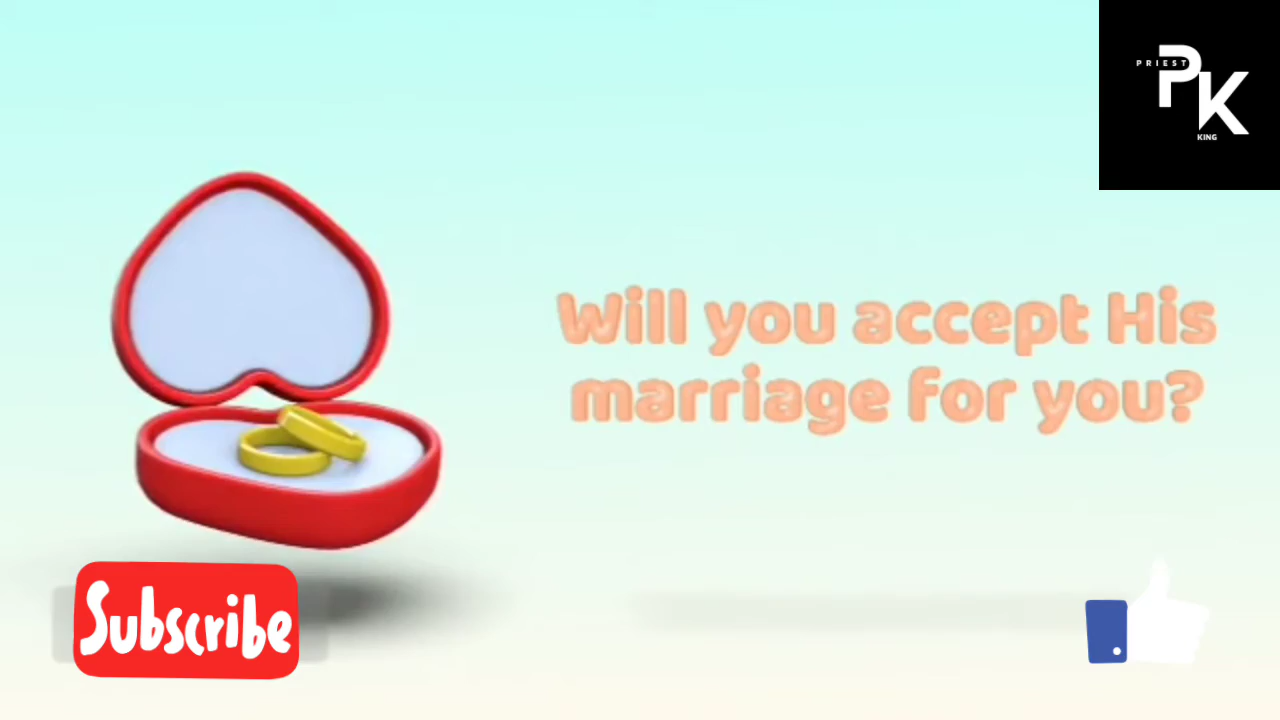 PRIEST
PK
KING
Will you accept His
marriage for you?
Subscribe